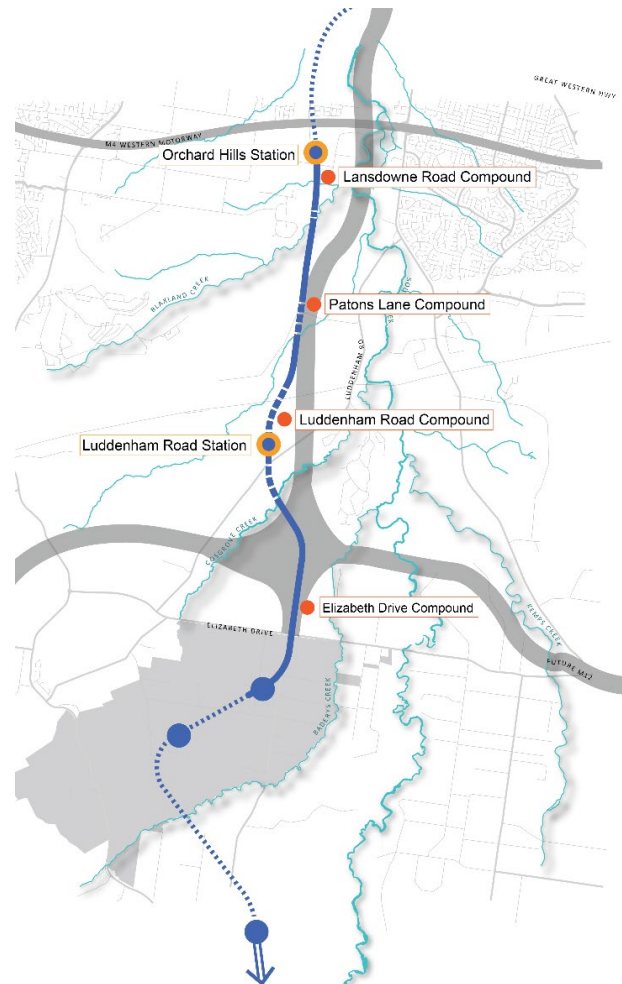 GREAT WESTERN HWY
M4 WESTERN MOTORWAY
Orchard Hills Station
Lansdowne Road Compound
BLAXLAND CREEK
Patons Lane Compound
LUDDENHAM RD
Luddenham Road Compound
Luddenham Road Station
COSGROVE CREEK
Elizabeth Drive Compound
ELIZABETH DRIVE
KEMPS CREEK
FUTURE M12
BADERYS CREEK